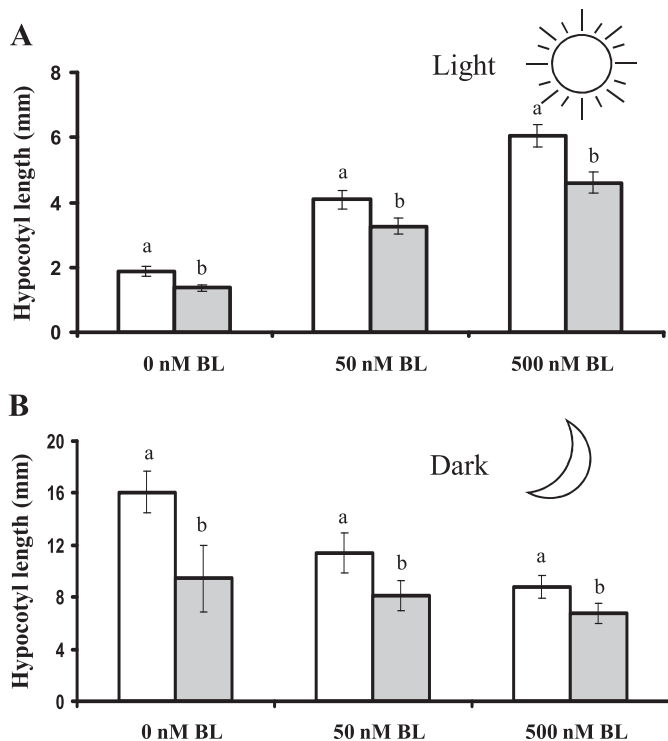 A
Light
Hypocotyl length (mm)
8
6
4
2
0
a
b
a
b
a
b
0 nM BL
50 nM BL
500 nM BL
B
Dark
Hypocotyl length (mm)
20
16
12
8
4
0
a
b
a
b
a
b
0 nM BL
50 nM BL
500 nM BL